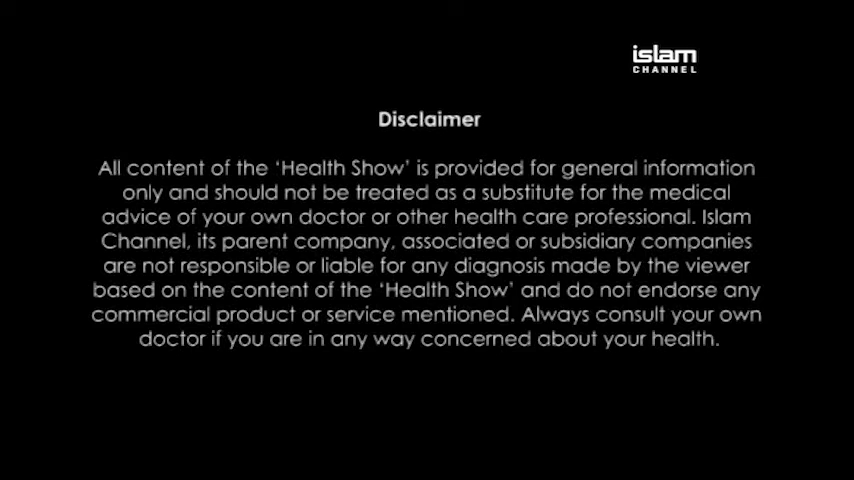 islam
CHANNEL
Disclaimer
All content of the ‘Health Show’ is provided for general information
only and should not be treated as a substitute for the medical
advice of your own doctor or other health care professional. Islam
Channel, its parent company, associated or subsidiary companies
are not responsible or liable for any diagnosis made by the viewer
based on the content of the ‘Health Show’ and do not endorse any
commercial product or service mentioned. Always consult your own
doctor if you are in any way concerned about your health.